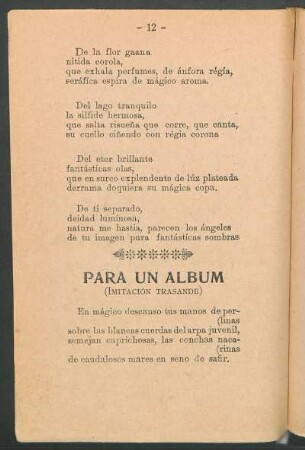 - 12 -
De la flor gaana
nitida corola,
que exhala perfumes, de ánfora régia,
seráfica espira de mágico aroma.
Del lago tranquilo
la silfide hermosa,
que salta risueña que corre, que canta,
su cuello ciñendo con régia corona
Del eter brillante
fantásticas olas,
que en surco explendente de lúz plateada
derrama doquiera su mágica copa.
De ti separado,
deidad luminosa,
natura me hastia, parecen los ángeles
de tu imagen pura fantásticas sombras
PARA UN ALBUM
(IMITACIÓN TRASANDE)
En mágico descanso tus manos de per-
(linas
sobre las blancas cuerdas del arpa juvenil,
semejan caprichosas, las conchas naca-
(rinas
de caudalosos mares en seno de safir.